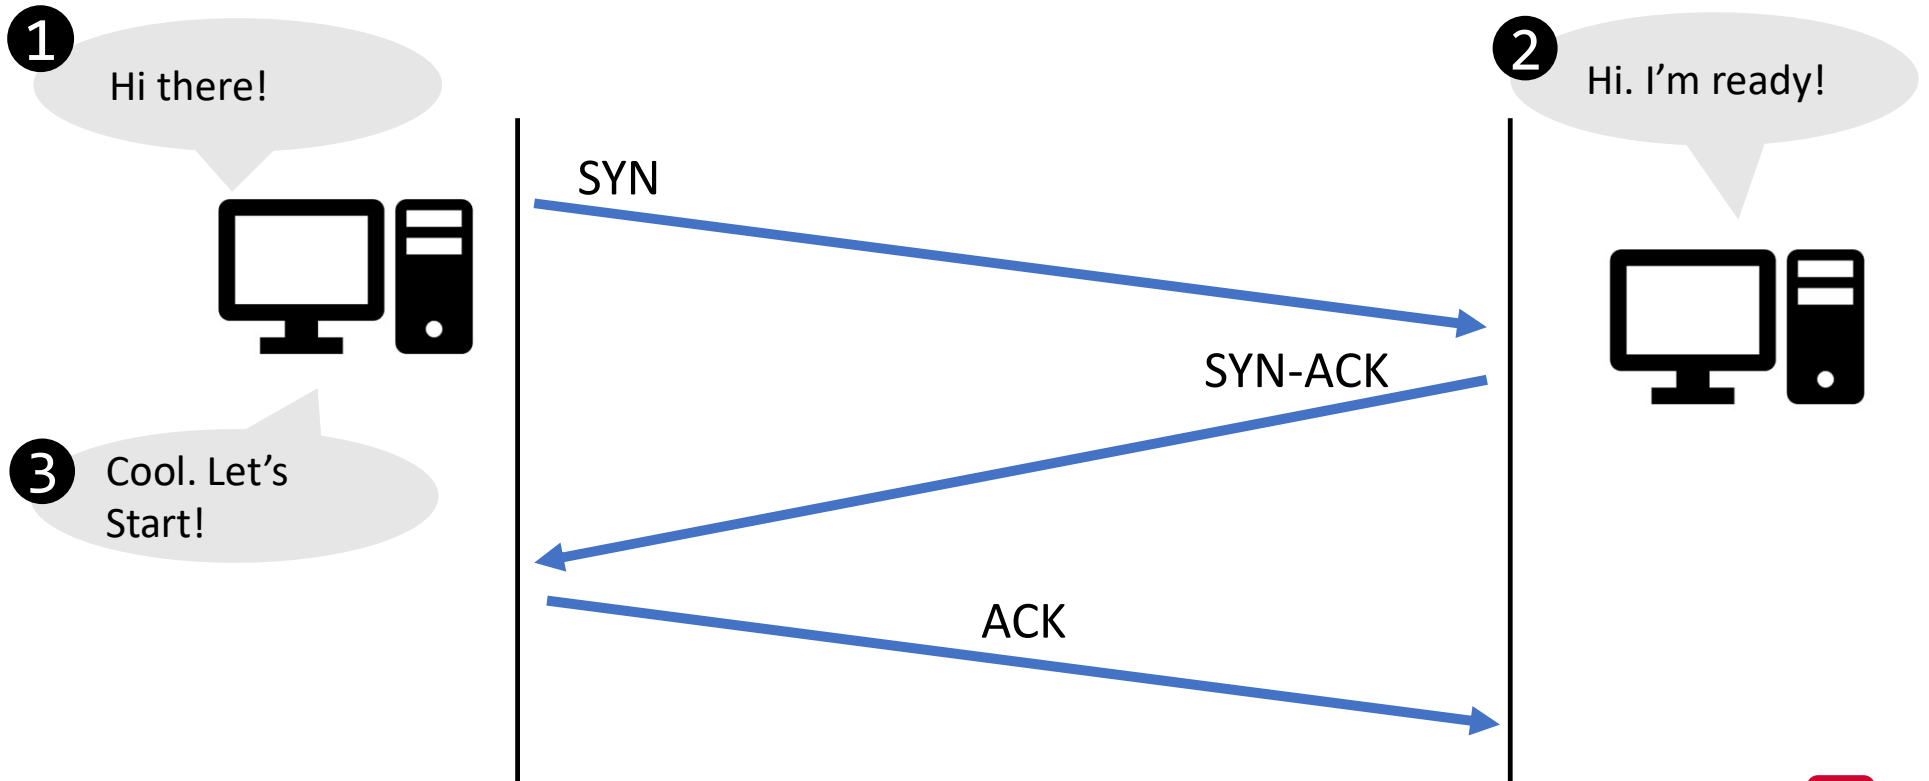 1
Hi there!
2
Hi. I’m ready!
SYN
SYN-ACK
3
Cool. Let’s
Start!
ACK